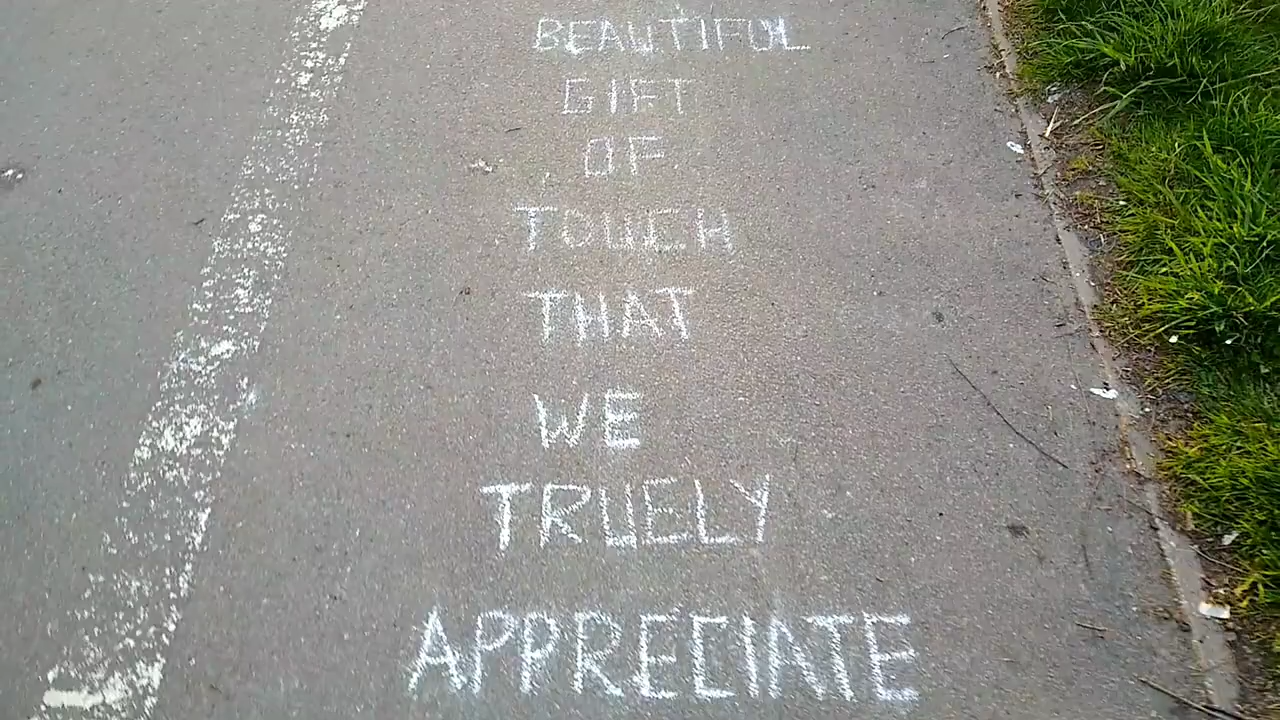 BEAUTIFUL
GIFT
OF
TOUCH
THAT
WE
TRUELY
APPRECIATE